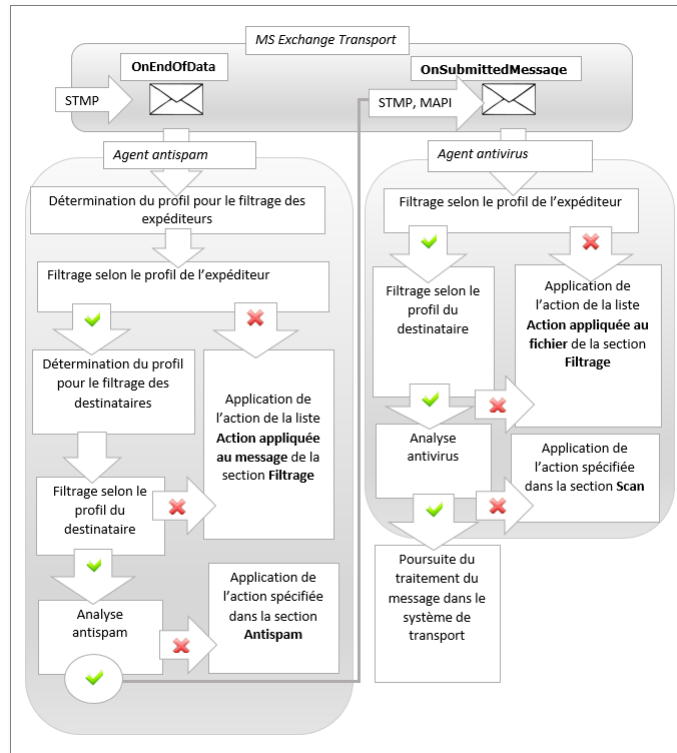 MS Exchange Transport
OnEndOfData
STMP
OnSubmittedMessage
STMP, MAPI
Agent antispam
Détermination du profil pour le filtrage des
expéditeurs
Filtrage selon le profil de l'expéditeur
Détermination du profil
pour le filtrage des
destinataires
Application de
l'action de la liste
Action appliquée
au message de la
section Filtrage
Filtrage selon le
profil du
destinataire
Analyse
antispam
Application de
l'action spécifiée
dans la section
Antispam
Agent antivirus
Filtrage selon le profil de l'expéditeur
Filtrage selon le
profil du
destinataire
Application de
l'action de la liste
Action appliquée au
fichier de la section
Filtrage
Analyse
antivirus
Application de
l'action spécifiée
dans la section Scan
Poursuite du
traitement du
message dans le
système de
transport